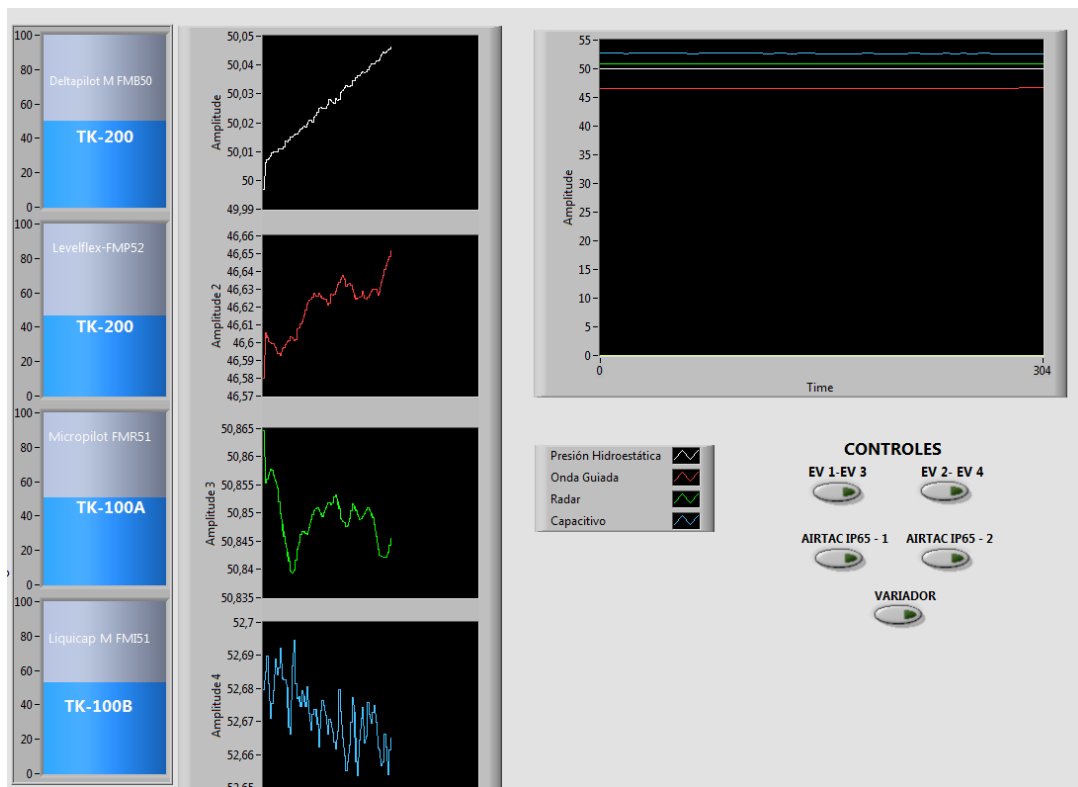 100
80
60
40
20
0
Deltapilot M FMB50
TK-200
100
80
60
40
20
0
Levelflex-FMP52
TK-200
100
80
60
40
20
0
Micropilot FMR51
TK-100A
100
80
60
40
20
0
Liquicap M FMI51
TK-100B
Amplitude
50,05
50,04
50,03
50,02
50,01
50
49,99
Amplitude 2
46,66
46,65
46,64
46,63
46,62
46,61
46,6
46,59
46,58
46,57
Amplitude 3
50,865
50,86
50,855
50,85
50,845
50,84
50,835
Amplitude 4
52,7
52,69
52,68
52,67
52,66
52,65
Amplitude
55
50
45
40
35
30
25
20
15
10
5
0
0
304
Time
Presión Hidroestática
Onda Guiada
Radar
Capacitivo
CONTROLES
EV 1-EV 3
EV 2- EV 4
AIRTAC IP65 - 1
AIRTAC IP65 - 2
VARIADOR